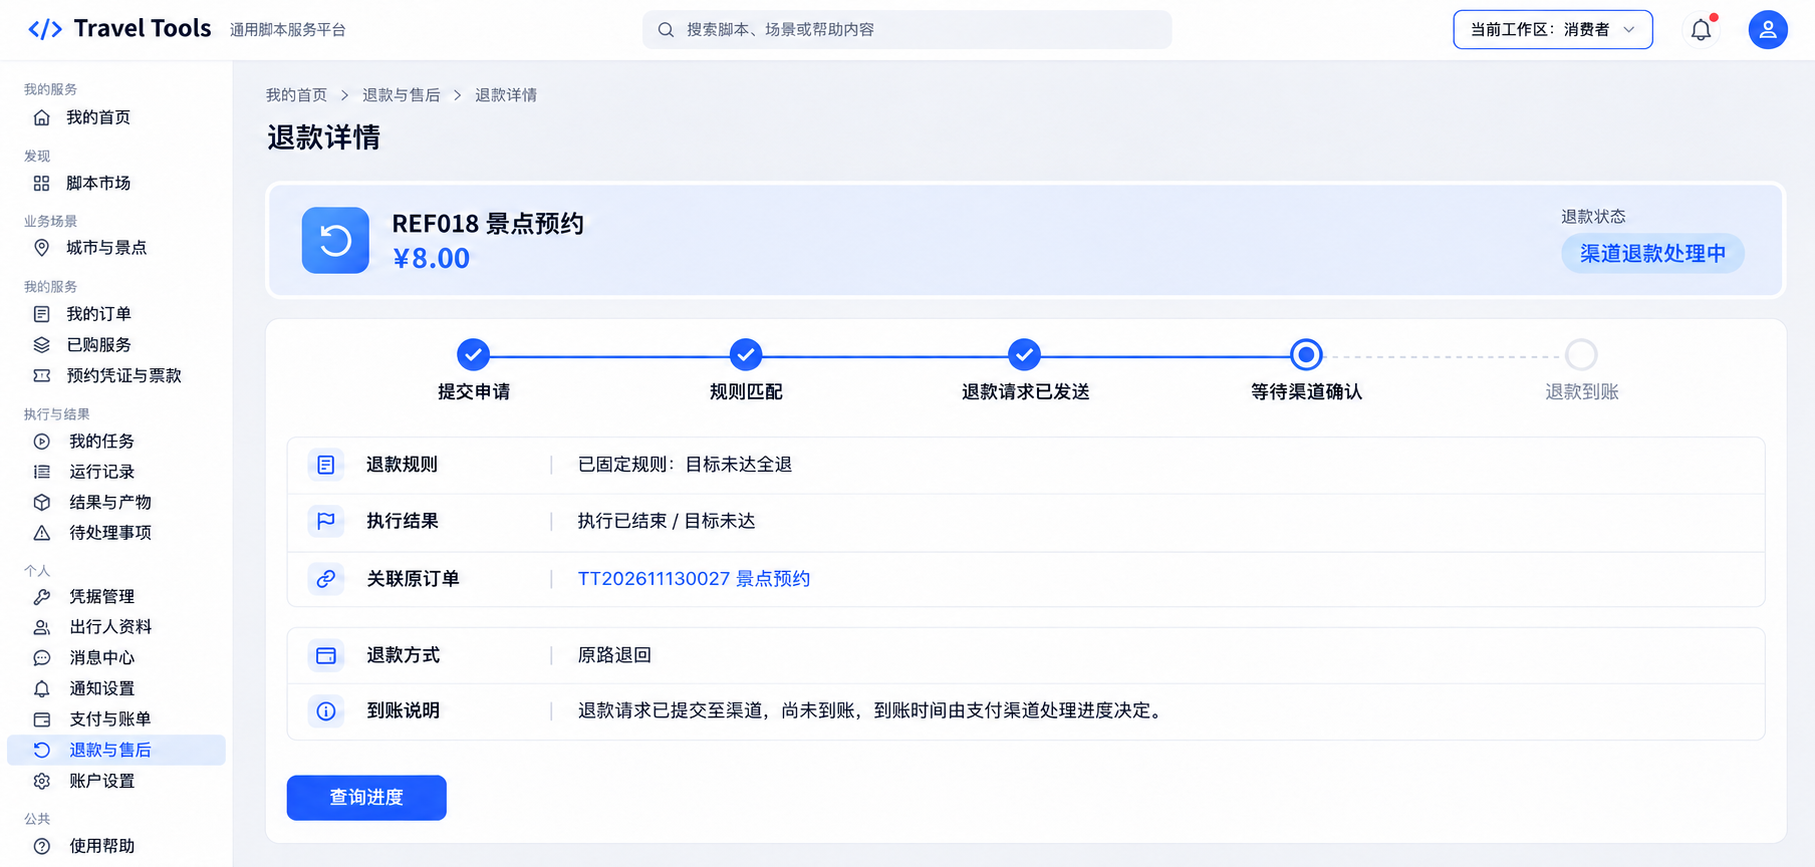 Travel Tools 通用脚本服务平台
搜索脚本、场景或帮助内容
当前工作区：消费者
我的服务
我的首页
发现
脚本市场
业务场景
城市与景点
我的服务
我的订单
已购服务
预约凭证与票款
执行与结果
我的任务
运行记录
结果与产物
待处理事项
个人
凭据管理
出行人资料
消息中心
通知设置
支付与账单
退款与售后
账户设置
公共
使用帮助
我的首页 > 退款与售后 > 退款详情
退款详情
REF018 景点预约
¥8.00
退款状态
渠道退款处理中
提交申请
规则匹配
退款请求已发送
等待渠道确认
退款到账
退款规则 | 已固定规则：目标未达全退
执行结果 | 执行已结束 / 目标未达
关联原订单 | TT202611130027 景点预约
退款方式 | 原路退回
到账说明 | 退款请求已提交至渠道，尚未到账，到账时间由支付渠道处理进度决定。
查询进度